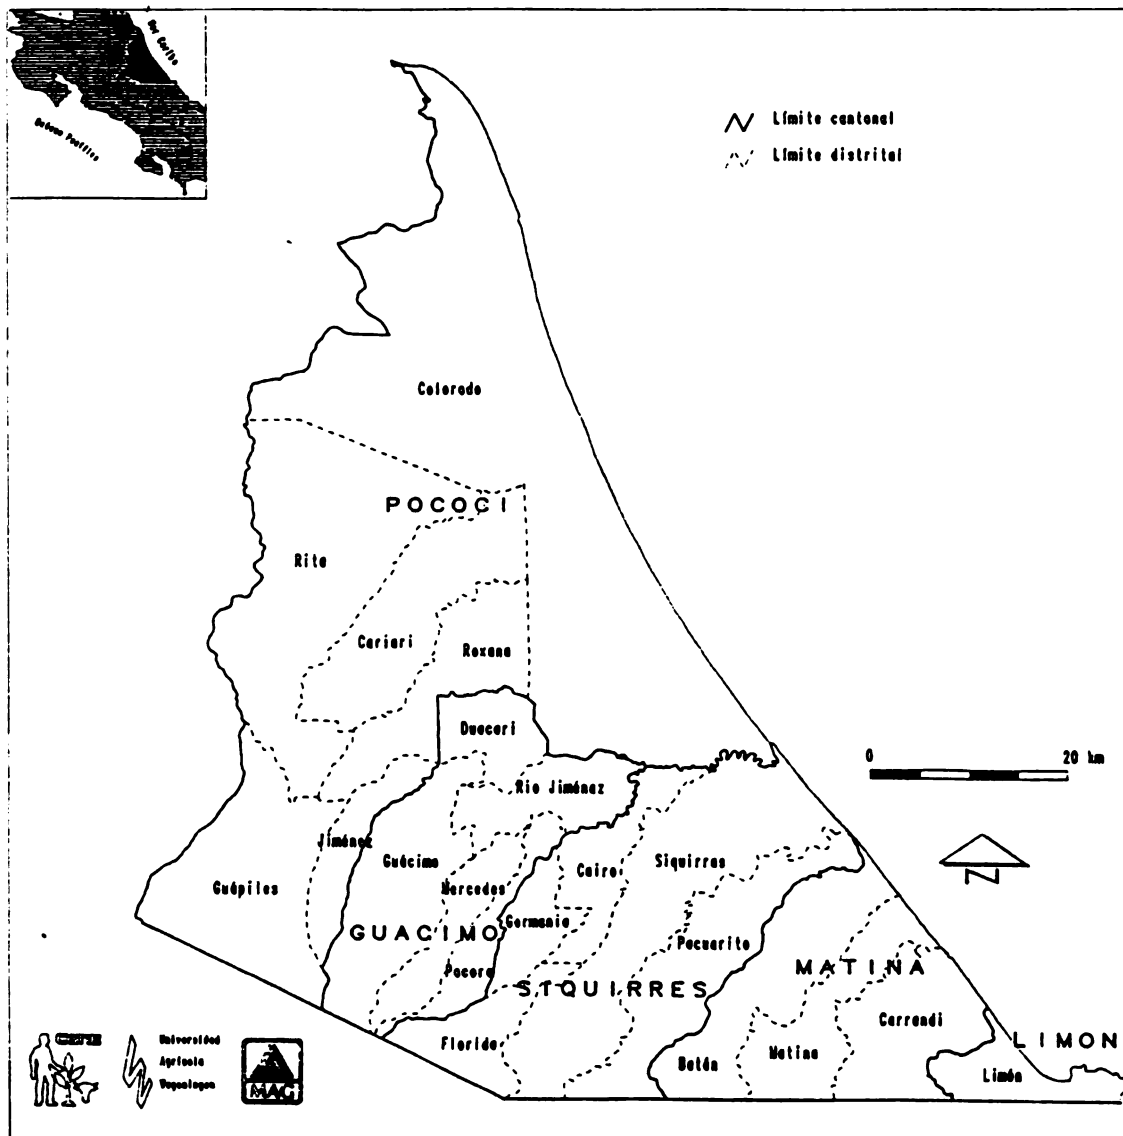 Mar Caribe
Océano Pacífico
Límite cantonal
Límite distrital
Colorado
POCOCI
Rita
Cariari
Roxana
Duacari
0 20 km
Río Jiménez
Jiménez
Guácimo
Cairo
Siquirres
Guápiles
Mercedes
Germania
GUACIMO
Pacuarito
Pocora
MATINA
SIQUIRRES
Carrandi
Florida
LIMON
Batán
Matina
Limón
N
Universidad
Agrícola
Wageningen
MAG